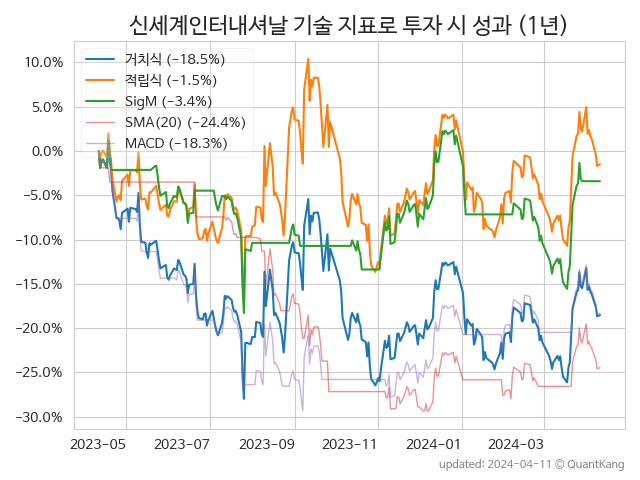 신세계인터내셔날 기술 지표로 투자 시 성과 (1년)
거치식 (−18.5%)
적립식 (−1.5%)
SigM (−3.4%)
SMA(20) (−24.4%)
MACD (−18.3%)
10.0%
5.0%
0.0%
−5.0%
−10.0%
−15.0%
−20.0%
−25.0%
−30.0%
2023-05 2023-07 2023-09 2023-11 2024-01 2024-03
updated: 2024-04-11 © QuantKang